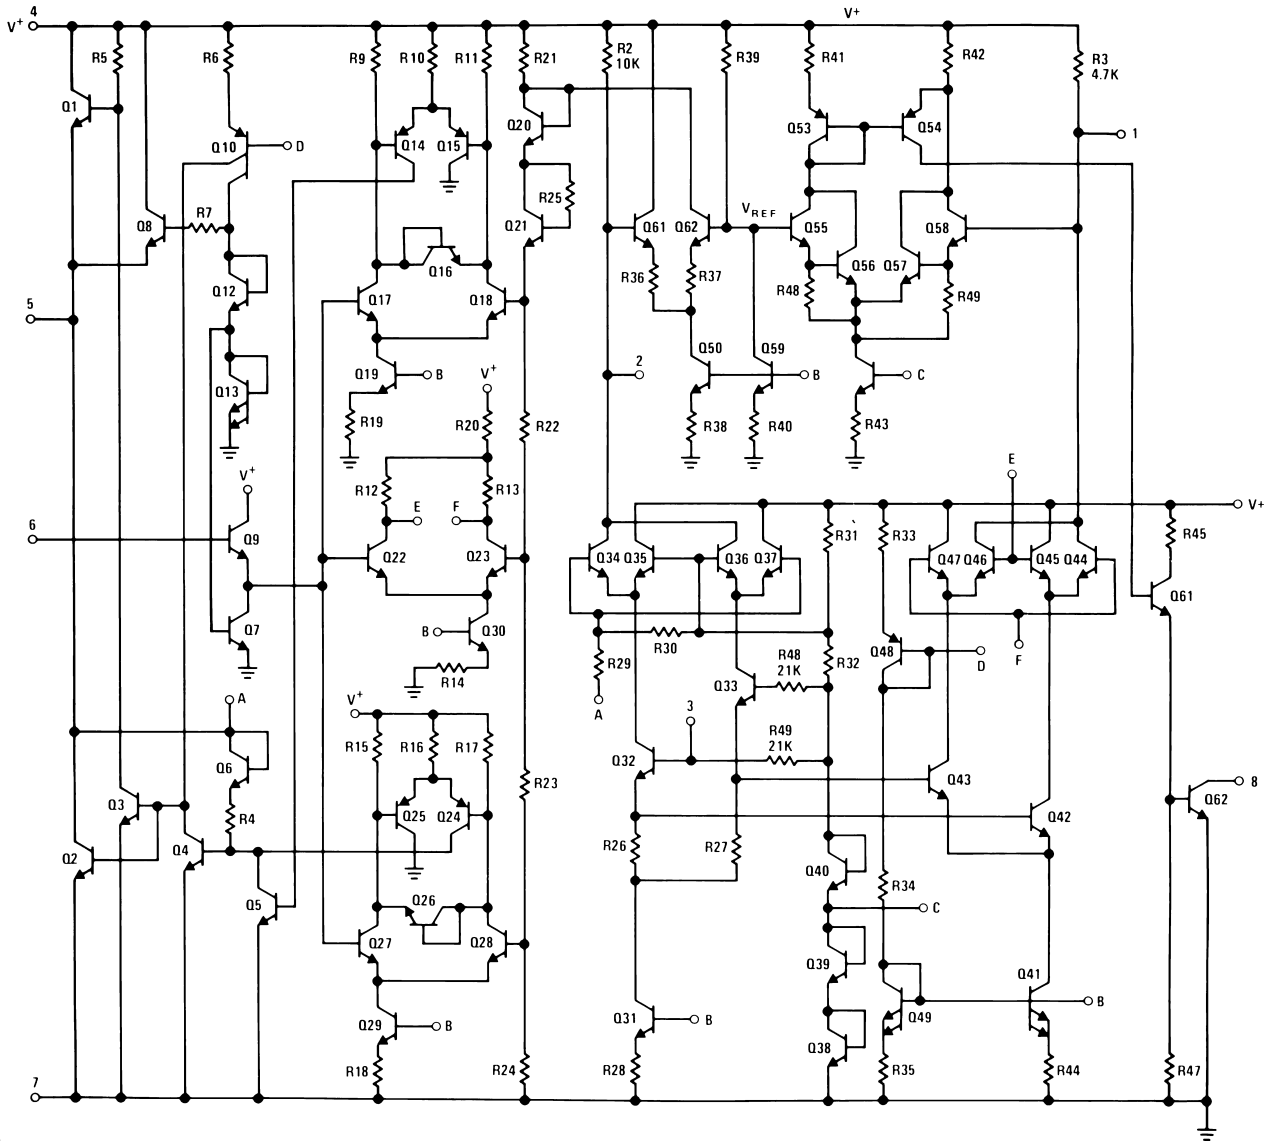 4 V+
V+
R5 R6 R9 R10 R11 R21 R2 R39 R41 R42 R3
10K 4.7K
Q1 Q10 D Q14 Q15 Q20 Q53 Q54 1
R7 R25 VREF
Q8 Q21 Q61 Q62 Q55 Q58
Q16 R36 R37 Q56 Q57
Q12 Q17 Q18 R48 R49
5
Q13 Q19 B V+ 2 Q50 Q59 B C
R19 R20 R22 R38 R40 R43
V+ R12 R13 E
6 Q9 E F R31 R33 R45 V+
Q22 Q23 Q34 Q35 Q36 Q37 Q47 Q46 Q45 Q44
Q7 B Q30 R30 Q61
R14 R29 R48 R32 Q48 D F
21K
A V+ A 3 Q33 R49
21K
R15 R16 R17 Q32
Q6 R23 Q43
Q3 R4 Q25 Q24 Q42 Q62 8
Q2 Q4 R26 R27 Q40 R34
Q5 Q26 C
Q27 Q28 Q39 Q41
Q29 B Q31 B Q38 Q49 B
R18 R24 R28 R35 R44 R47
7